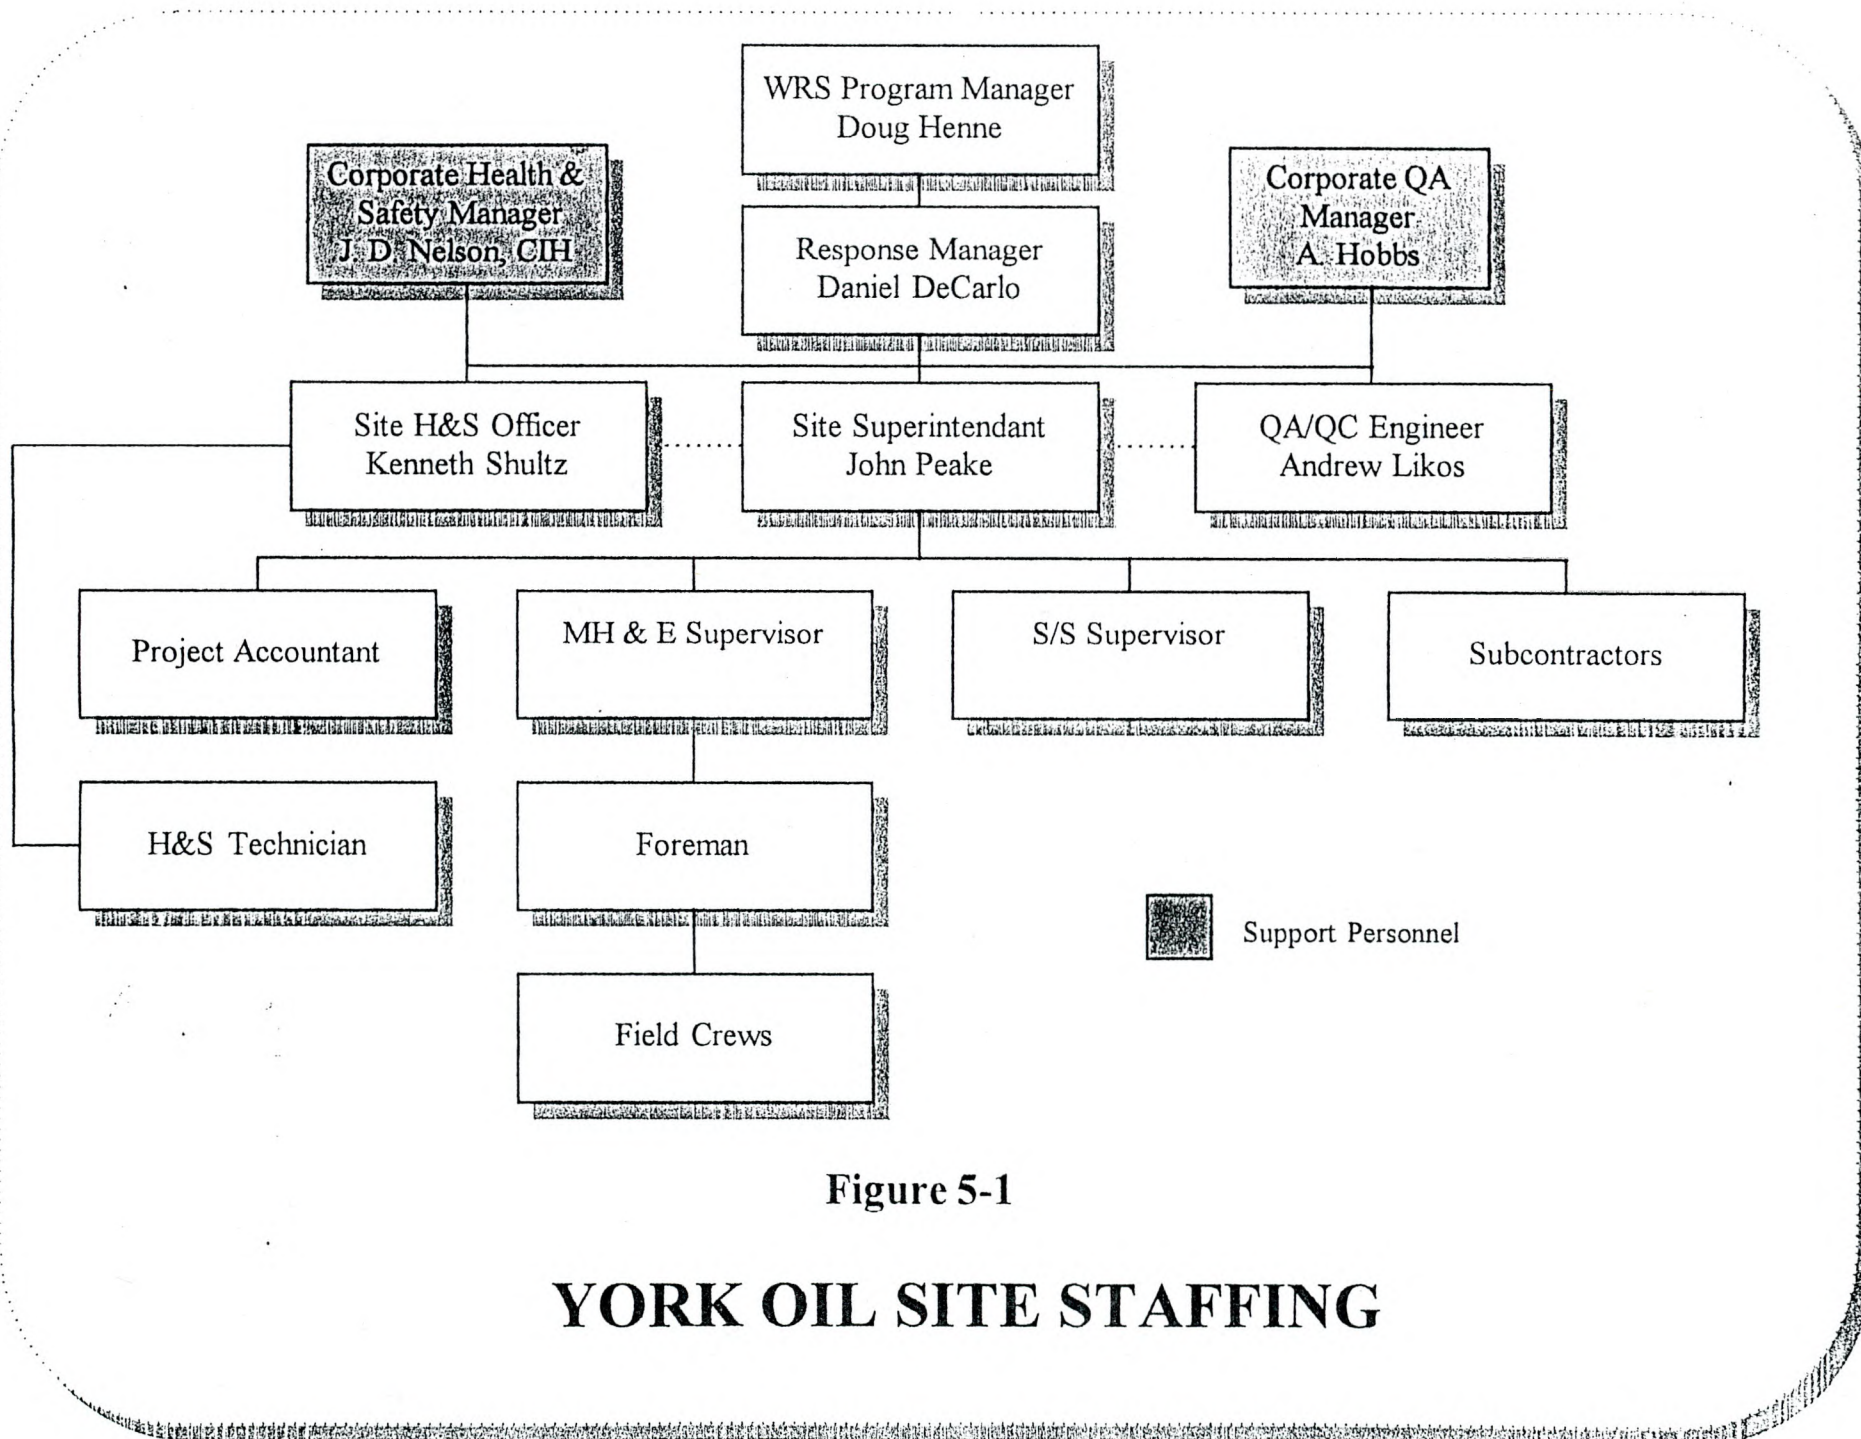 WRS Program Manager
Doug Henne
Corporate Health &
Safety Manager
J. D. Nelson, CIH
Corporate QA
Manager
A. Hobbs
Response Manager
Daniel DeCarlo
Site H&S Officer
Kenneth Shultz
Site Superintendant
John Peake
QA/QC Engineer
Andrew Likos
Project Accountant
MH & E Supervisor
S/S Supervisor
Subcontractors
H&S Technician
Foreman
Support Personnel
Field Crews
Figure 5-1
YORK OIL SITE STAFFING